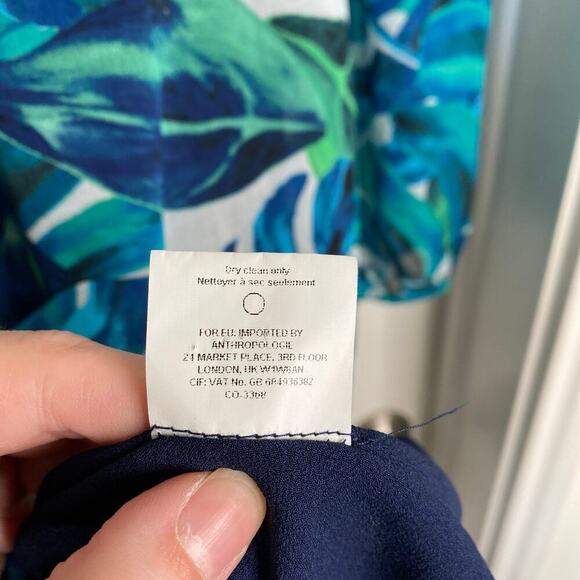 Dry clean only
Nettoyer à sec seulement
FOR EU: IMPORTED BY
ANTHROPOLOGIE
24 MARKET PLACE, 3RD FLOOR
LONDON, UK W1W8AN
CIF: VAT No. GB 684936382
CO-3368